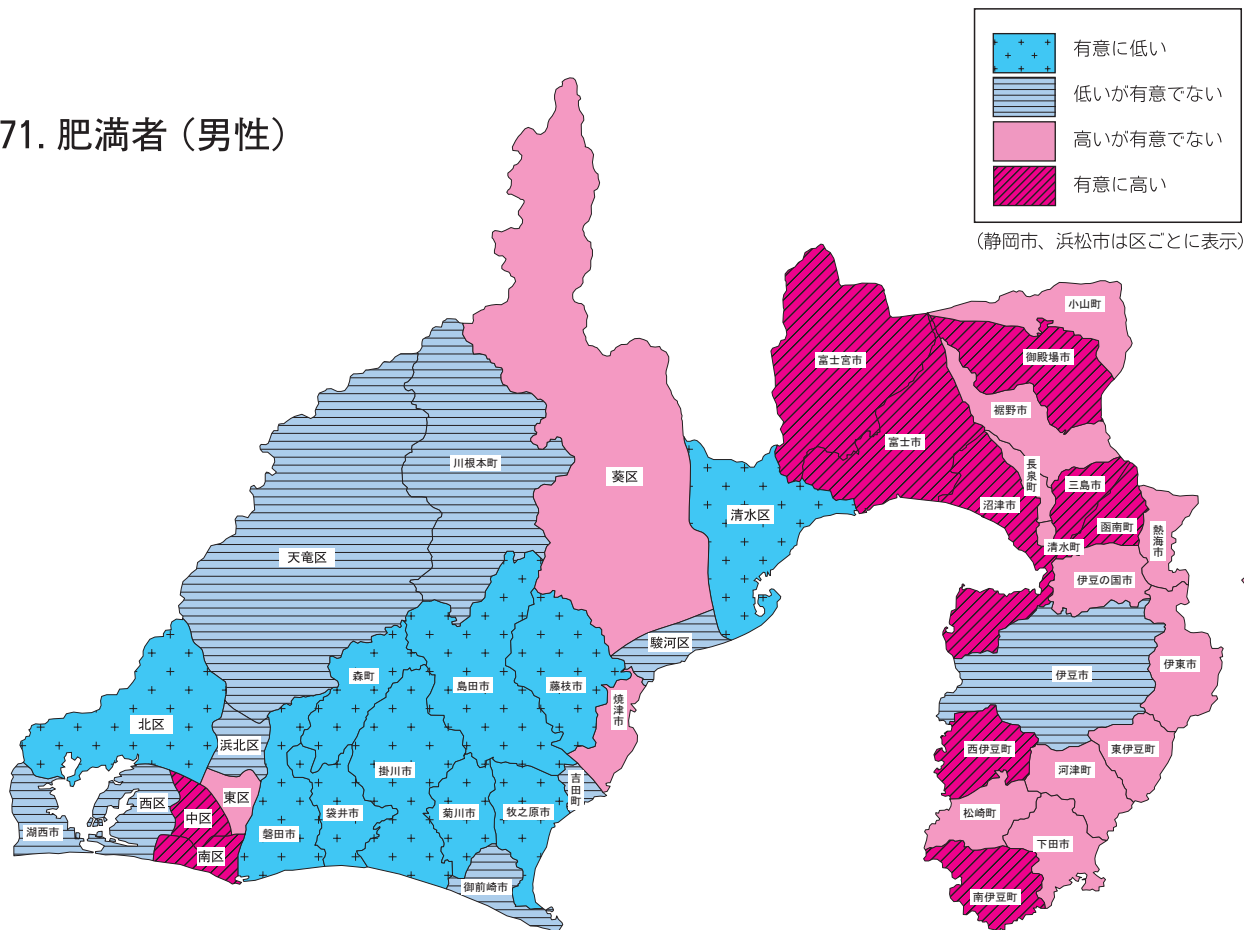 71. 肥満者（男性）
有意に低い
低いが有意でない
高いが有意でない
有意に高い
（静岡市、浜松市は区ごとに表示）
小山町
御殿場市
富士宮市
裾野市
富士市
川根本町
葵区
長泉町
三島市
沼津市
清水区
函南町
熱海市
清水町
天竜区
伊豆の国市
駿河区
伊東市
森町
島田市
藤枝市
伊豆市
焼津市
北区
浜北区
西伊豆町
東伊豆町
掛川市
河津町
吉田町
東区
西区
中区
袋井市
菊川市
牧之原市
松崎町
湖西市
磐田市
下田市
南区
御前崎市
南伊豆町